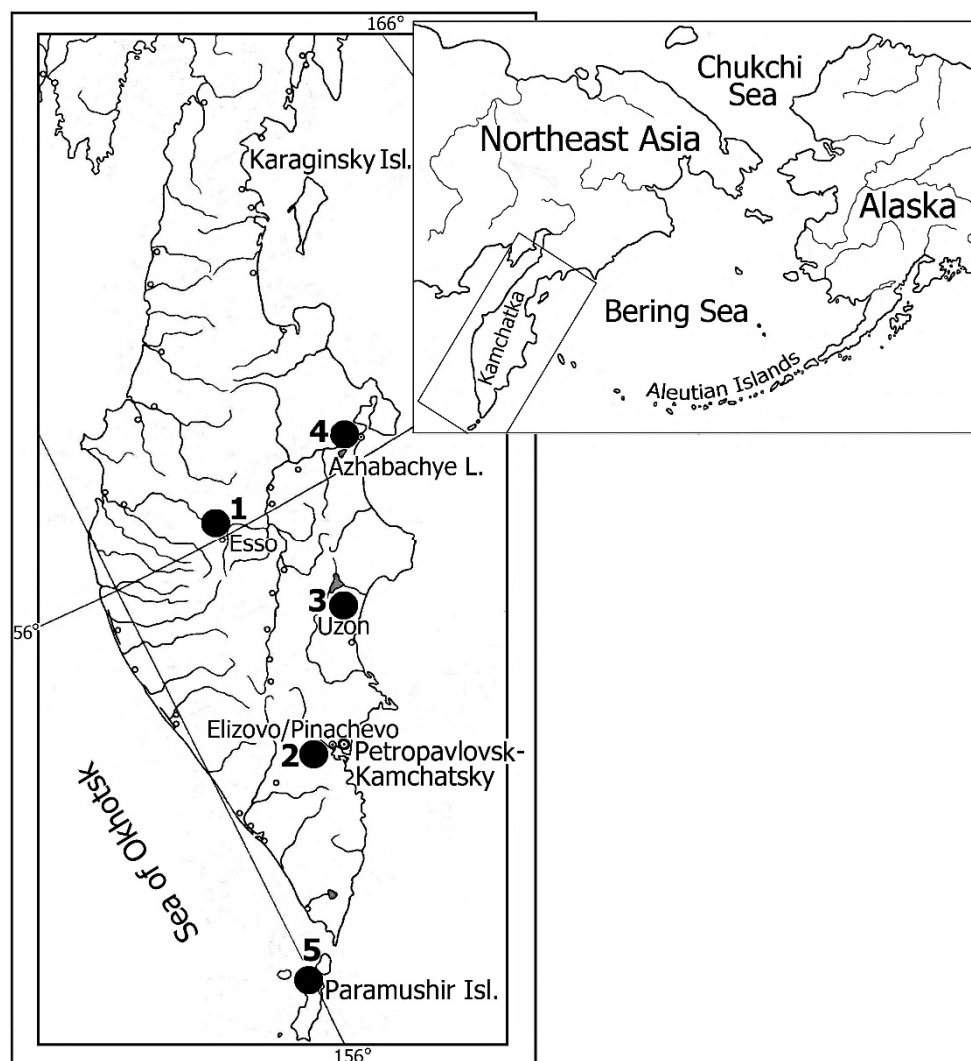 166°
Chukchi
Sea
Northeast Asia
Alaska
Karaginsky Isl.
Bering Sea
Kamchatka
Aleutian Islands
4
Azhabachye L.
1
Esso
3
Uzon
56°
Elizovo/Pinachevo
2
Petropavlovsk-
Kamchatsky
Sea of Okhotsk
5
Paramushir Isl.
156°